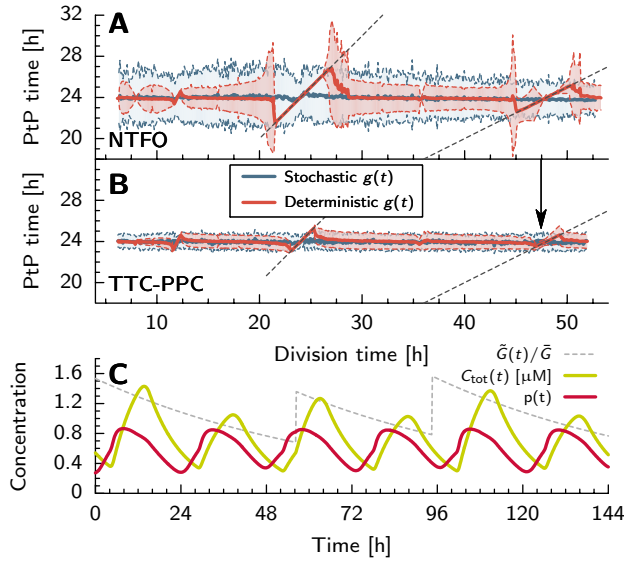 A
PtP time [h]
32
28
24
20
NTFO
B
Stochastic g(t)
Deterministic g(t)
PtP time [h]
28
24
20
TTC-PPC
10 20 30 40 50
Division time [h]
C
G̃(t)/Ḡ
C_tot(t) [µM]
p(t)
Concentration
1.6
1.2
0.8
0.4
0
0 24 48 72 96 120 144
Time [h]